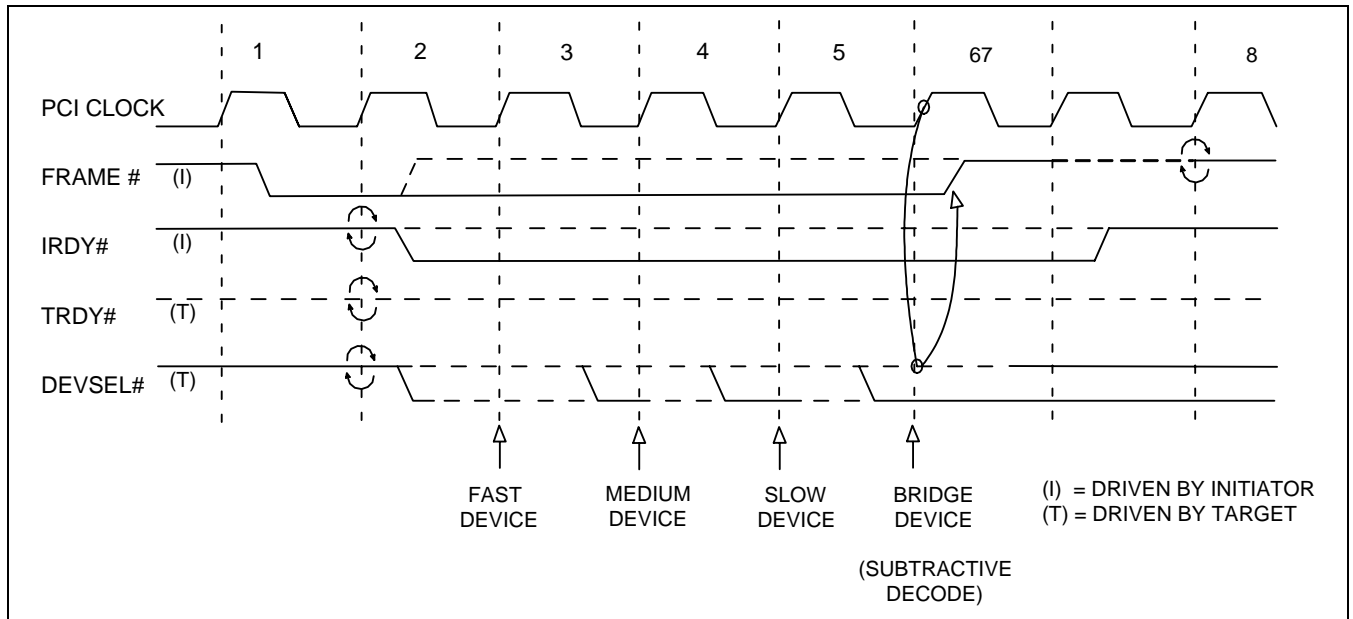 1 2 3 4 5 67 8
PCI CLOCK
FRAME # (I)
IRDY# (I)
TRDY# (T)
DEVSEL# (T)
FAST
DEVICE
MEDIUM
DEVICE
SLOW
DEVICE
BRIDGE
DEVICE
(SUBTRACTIVE
DECODE)
(I) = DRIVEN BY INITIATOR
(T) = DRIVEN BY TARGET